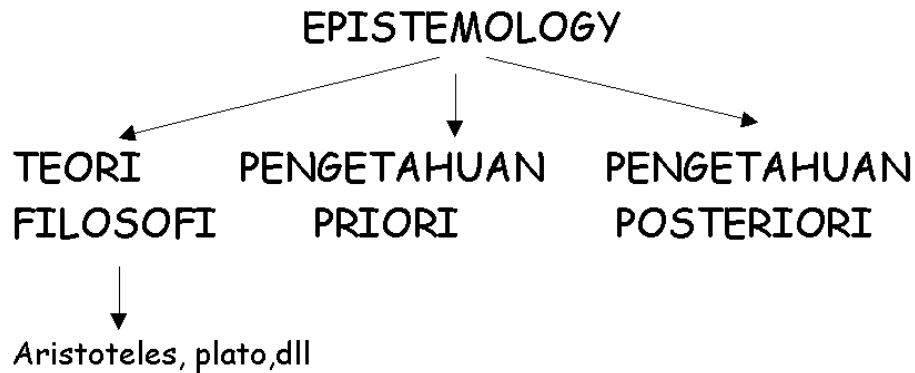 EPISTEMOLOGY
TEORI FILOSOFI
PENGETAHUAN PRIORI
PENGETAHUAN POSTERIORI
Aristoteles, plato,dll